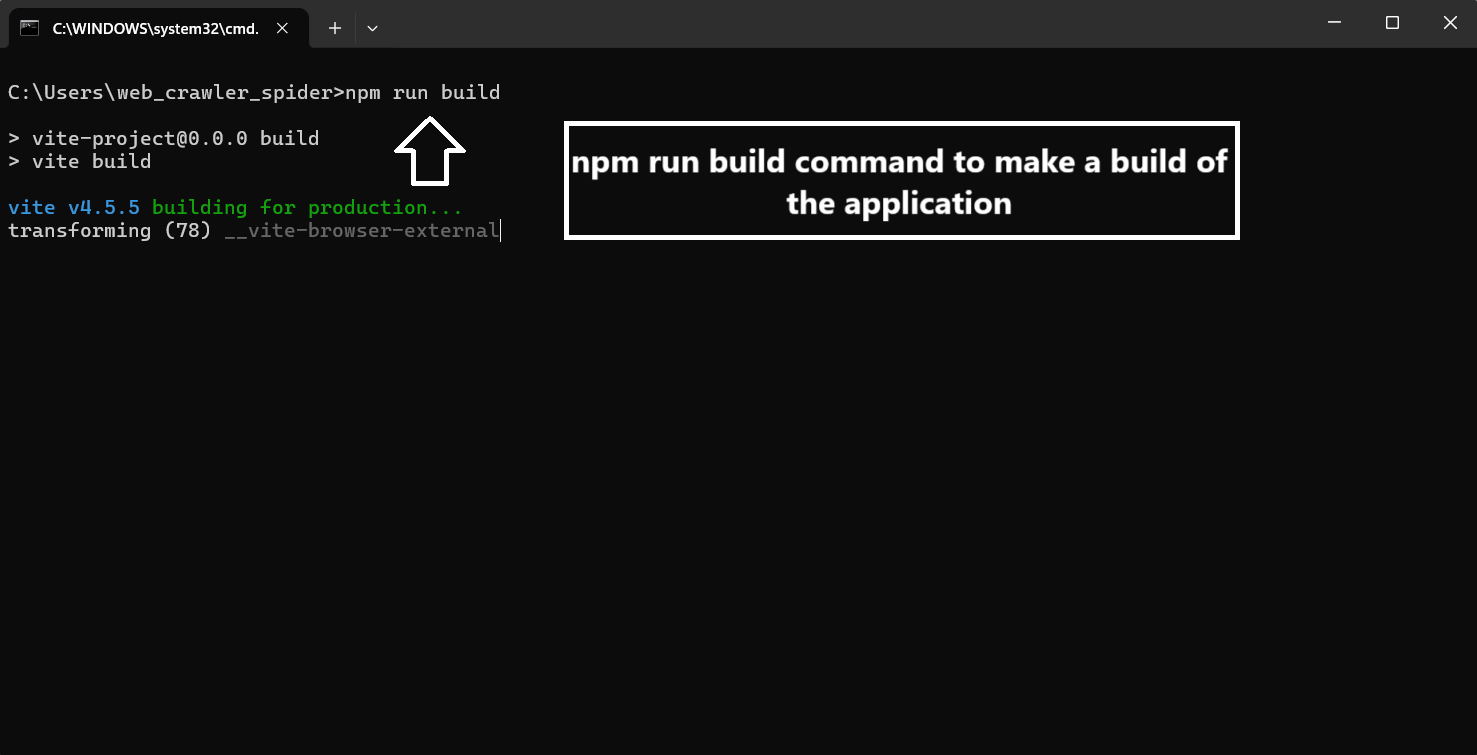 C:\WINDOWS\system32\cmd.
C:\Users\web_crawler_spider>npm run build
> vite-project@0.0.0 build
> vite build
vite v4.5.5 building for production...
transforming (78) __vite-browser-external
npm run build command to make a build of
the application